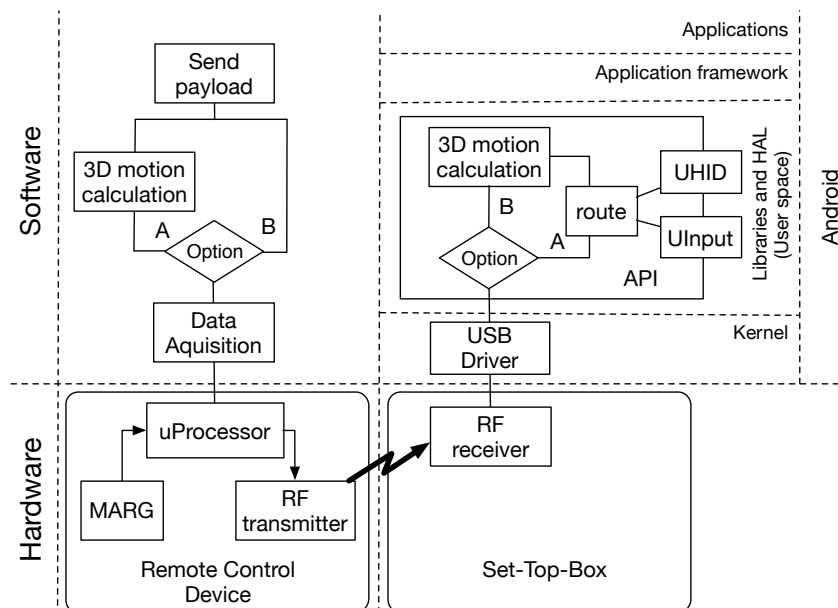 Software
Send
payload
3D motion
calculation
A
B
Option
Data
Aquisition
Applications
Application framework
3D motion
calculation
UHID
route
UInput
B
A
Option
API
Libraries and HAL
(User space)
Android
USB
Driver
Kernel
Hardware
uProcessor
MARG
RF
transmitter
Remote Control
Device
RF
receiver
Set-Top-Box